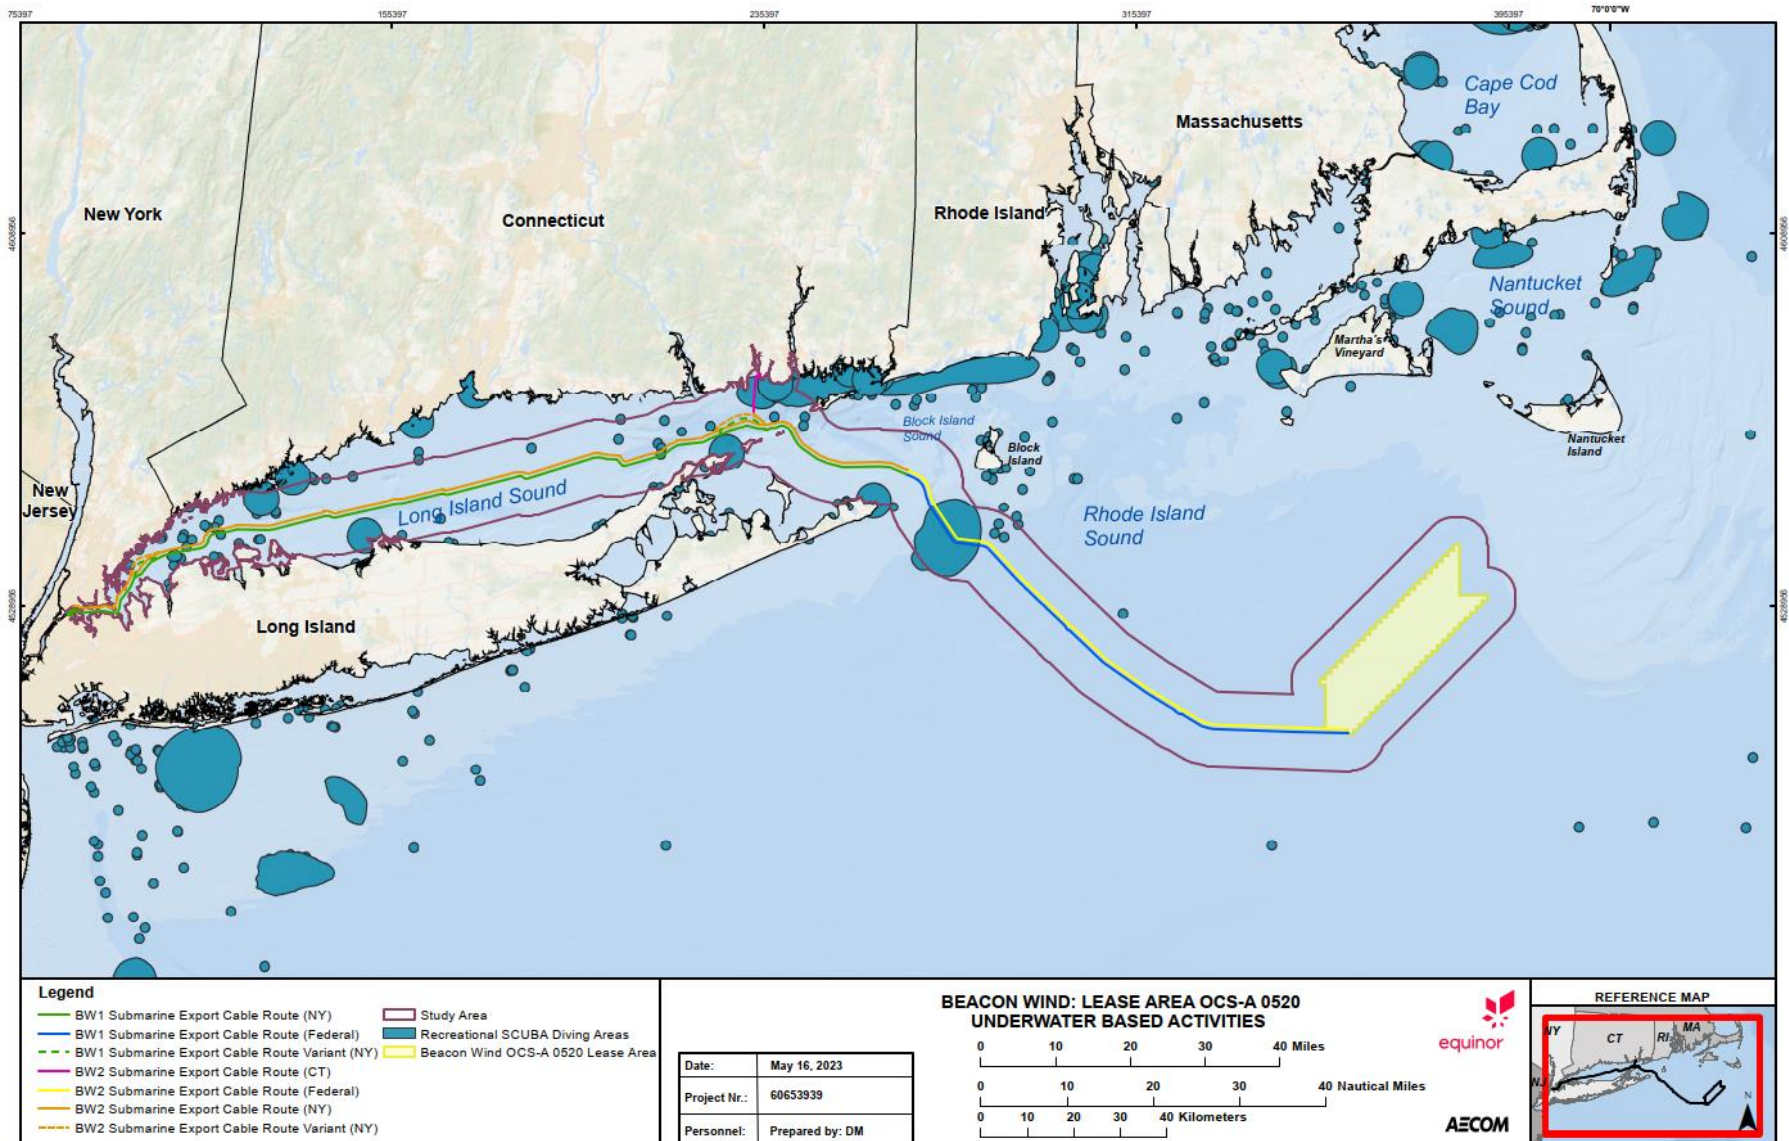 75397 155397 235397 315397 395397 70°0'0"W
4608956 4608956
4528956 4528956
Cape Cod
Bay
Massachusetts
New York
Connecticut
Rhode Island
Nantucket
Sound
Martha's
Vineyard
Block Island
Sound
Block
Island
Nantucket
Island
New
Jersey
Long Island Sound
Rhode Island
Sound
Long Island
Legend
BW1 Submarine Export Cable Route (NY)
BW1 Submarine Export Cable Route (Federal)
BW1 Submarine Export Cable Route Variant (NY)
BW2 Submarine Export Cable Route (CT)
BW2 Submarine Export Cable Route (Federal)
BW2 Submarine Export Cable Route (NY)
BW2 Submarine Export Cable Route Variant (NY)
Study Area
Recreational SCUBA Diving Areas
Beacon Wind OCS-A 0520 Lease Area
Date: May 16, 2023
Project Nr.: 60653939
Personnel: Prepared by: DM
BEACON WIND: LEASE AREA OCS-A 0520
UNDERWATER BASED ACTIVITIES
0 10 20 30 40 Miles
0 10 20 30 40 Nautical Miles
0 10 20 30 40 Kilometers
equinor
AECOM
REFERENCE MAP
NY
CT
RI
MA
NJ
N